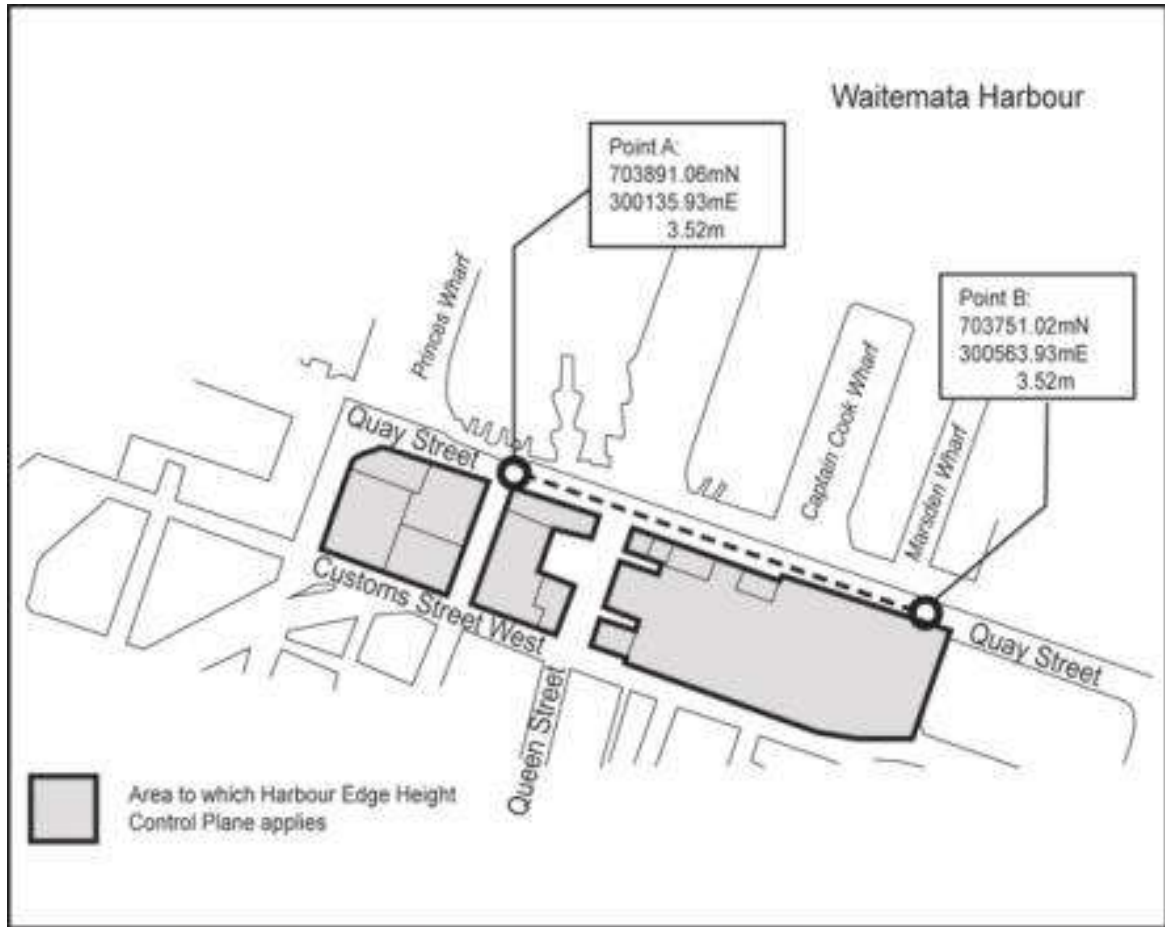 Waitemata Harbour
Point A:
703891.06mN
300135.93mE
3.52m
Point B:
703751.02mN
300563.93mE
3.52m
Princes Wharf
Captain Cook Wharf
Marsden Wharf
Quay Street
Customs Street West
Quay Street
Queen Street
Area to which Harbour Edge Height
Control Plane applies